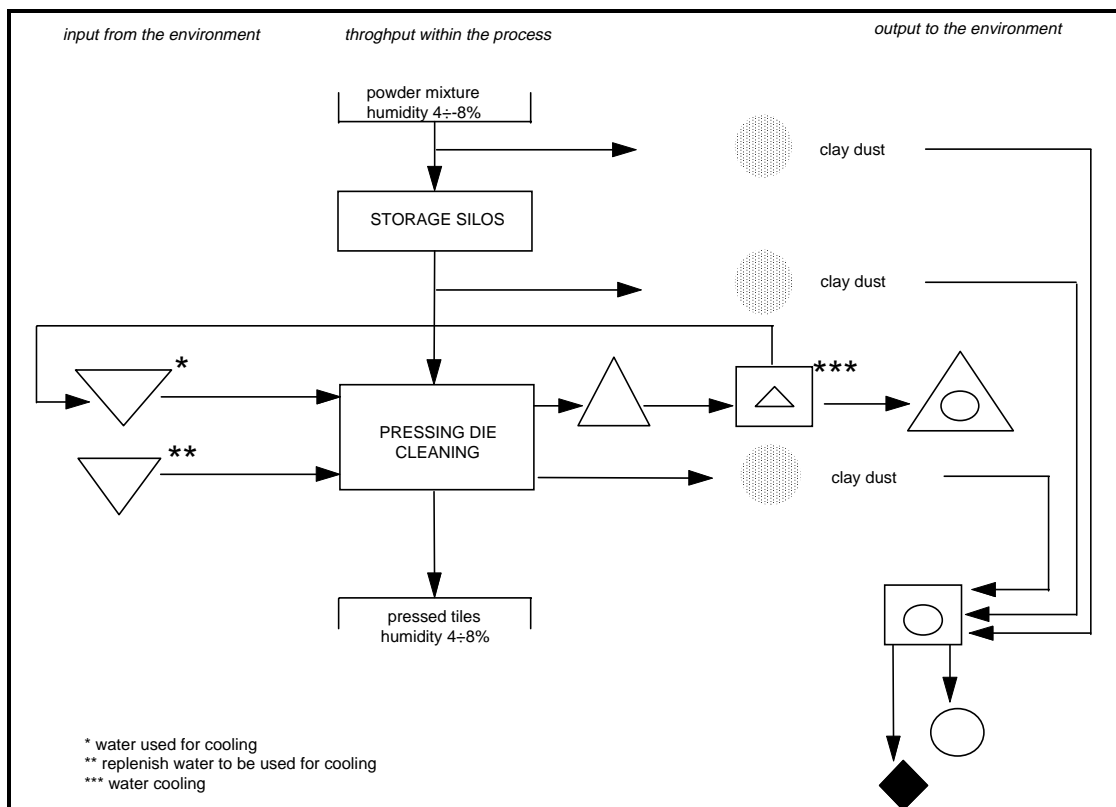 input from the environment
throghput within the process
output to the environment
powder mixture
humidity 4÷-8%
clay dust
STORAGE SILOS
clay dust
*
***
PRESSING DIE
CLEANING
**
clay dust
pressed tiles
humidity 4÷8%
* water used for cooling
** replenish water to be used for cooling
*** water cooling